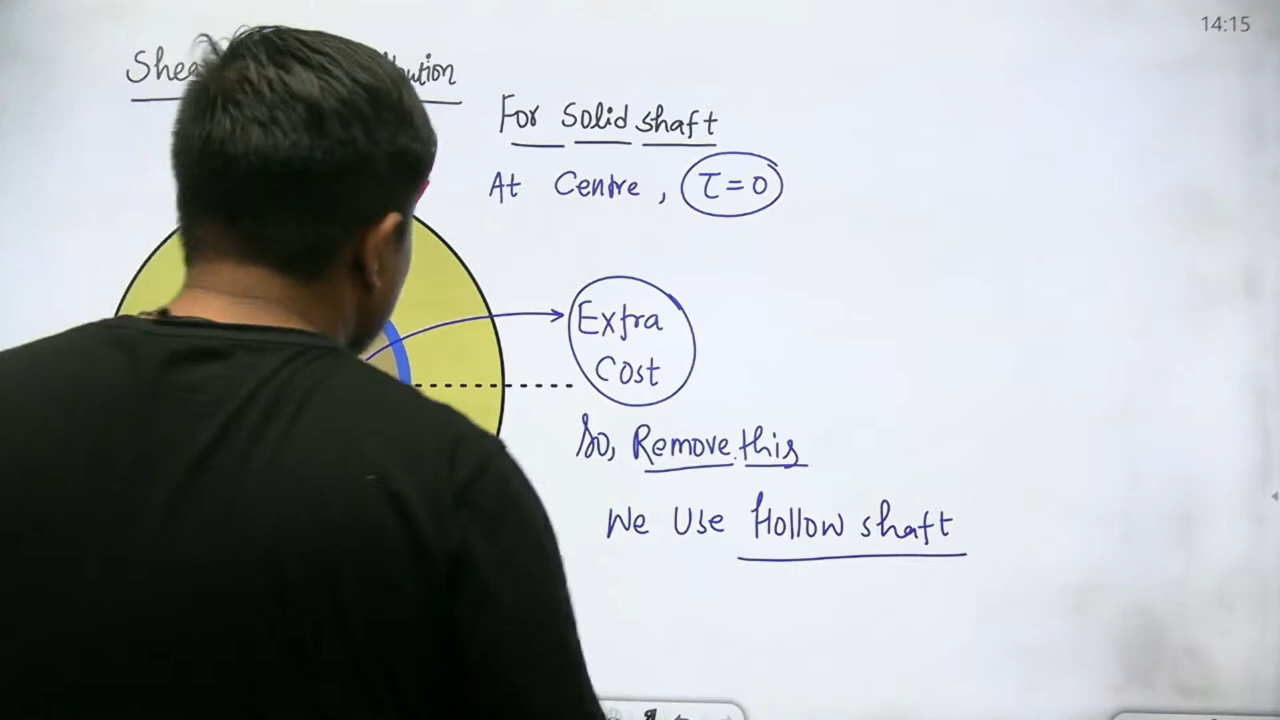 14:15
For Solid shaft
At Centre, τ=0
Extra
Cost
So, Remove this
We Use Hollow shaft